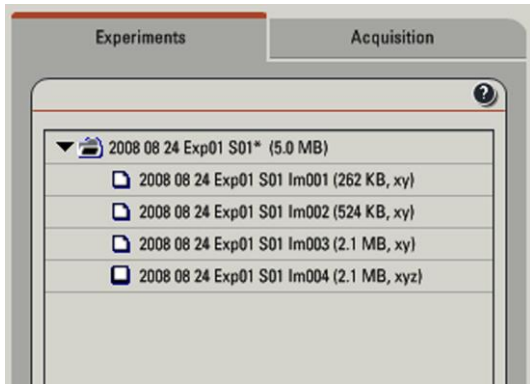 Experiments
Acquisition
?
2008 08 24 Exp01 S01* (5.0 MB)
2008 08 24 Exp01 S01 Im001 (262 KB, xy)
2008 08 24 Exp01 S01 Im002 (524 KB, xy)
2008 08 24 Exp01 S01 Im003 (2.1 MB, xy)
2008 08 24 Exp01 S01 Im004 (2.1 MB, xyz)